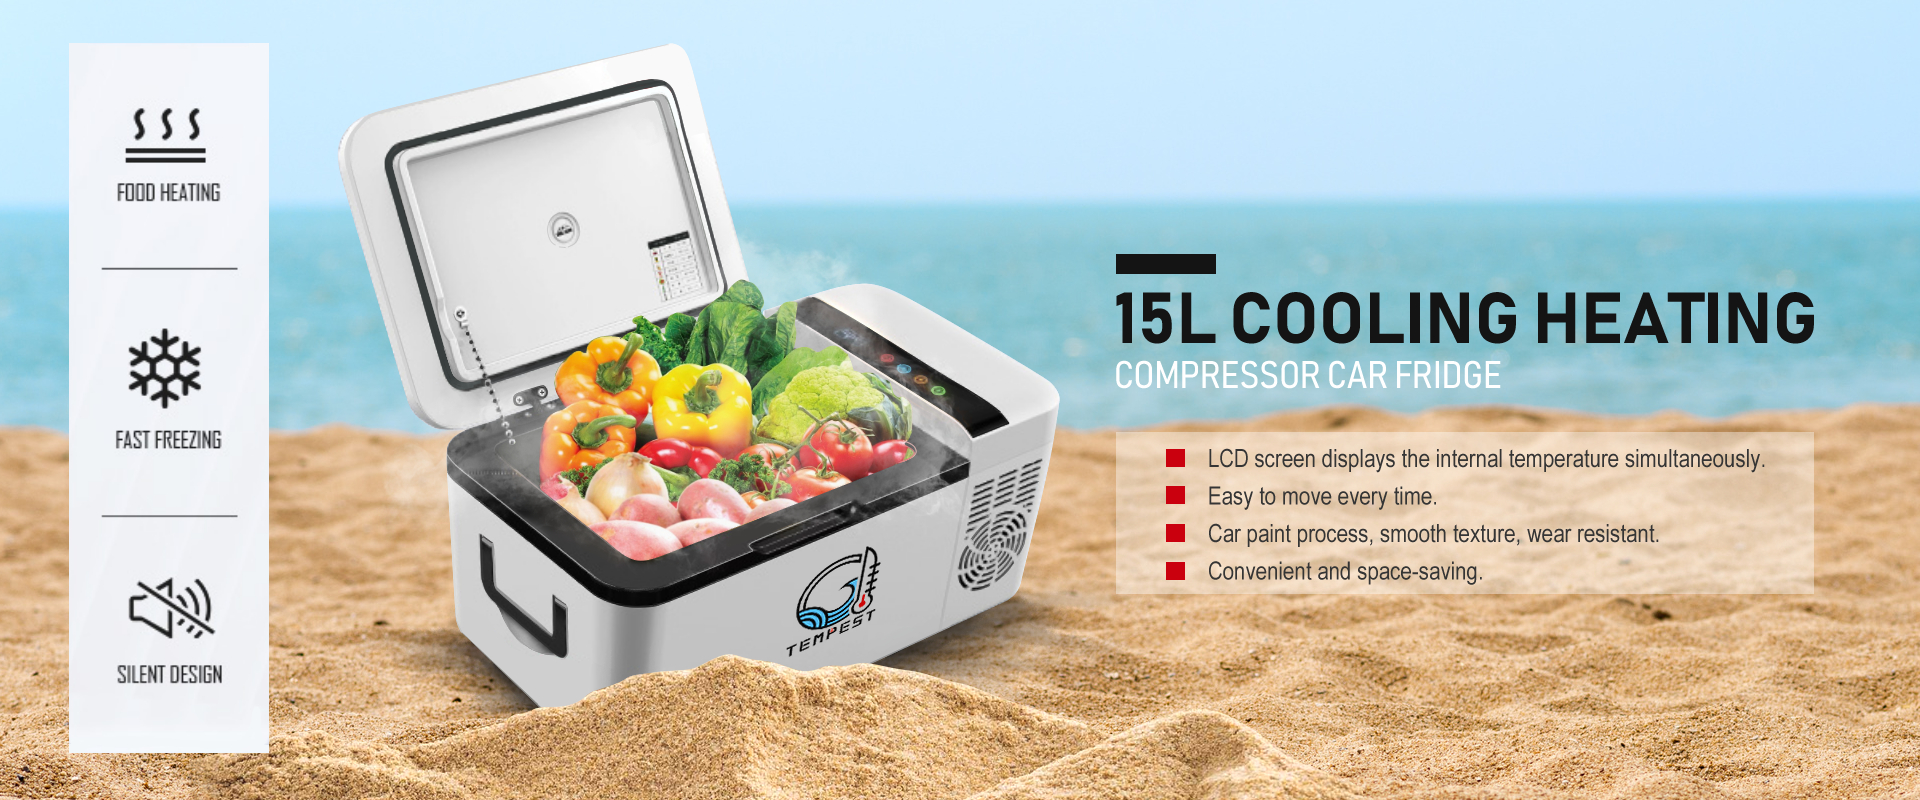 FOOD HEATING
FAST FREEZING
SILENT DESIGN
TEMPEST
15L COOLING HEATING
COMPRESSOR CAR FRIDGE
LCD screen displays the internal temperature simultaneously.
Easy to move every time.
Car paint process, smooth texture, wear resistant.
Convenient and space-saving.